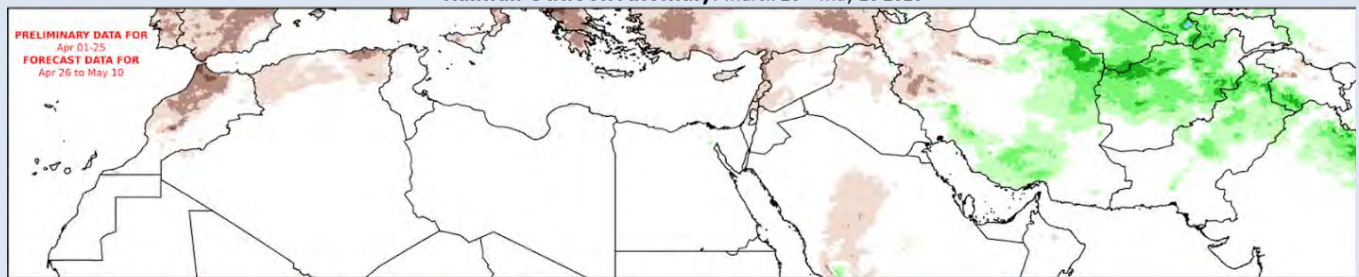 PRELIMINARY DATA FOR
Apr 01-25
FORECAST DATA FOR
Apr 26 to May 10